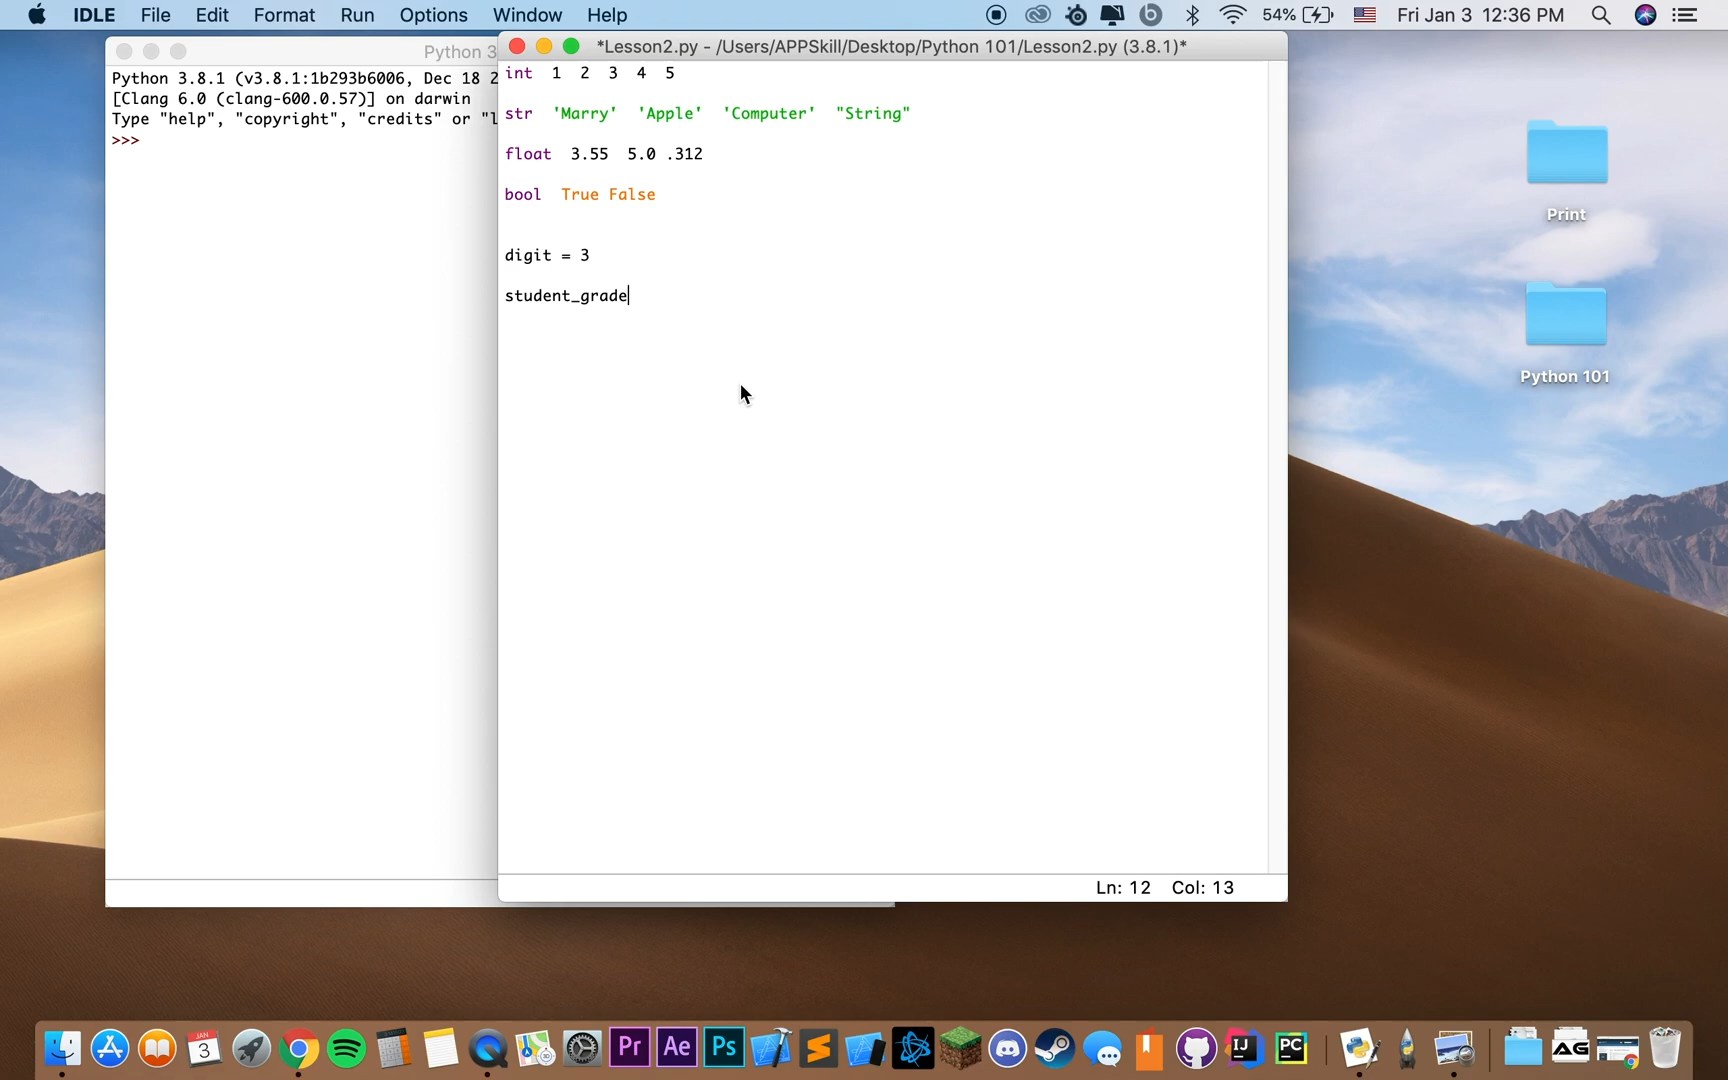 IDLE File Edit Format Run Options Window Help 54% Fri Jan 3 12:36 PM
Python 3
Python 3.8.1 (v3.8.1:1b293b6006, Dec 18 2
[Clang 6.0 (clang-600.0.57)] on darwin
Type "help", "copyright", "credits" or "l
>>>
*Lesson2.py - /Users/APPSkill/Desktop/Python 101/Lesson2.py (3.8.1)*
int 1 2 3 4 5
str 'Marry' 'Apple' 'Computer' "String"
float 3.55 5.0 .312
bool True False
digit = 3
student_grade
Ln: 12 Col: 13
Print
Python 101
JAN
3
Pr Ae Ps IJ PC AG